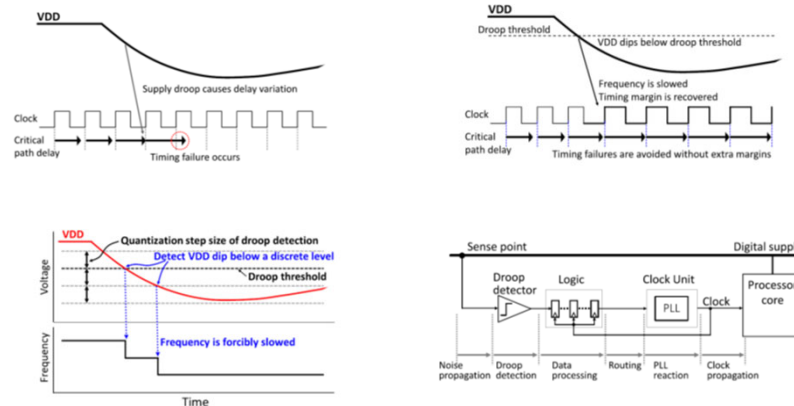 VDD
Supply droop causes delay variation
Clock
Critical
path delay
Timing failure occurs
VDD
Droop threshold
VDD dips below droop threshold
Frequency is slowed
Timing margin is recovered
Clock
Critical
path delay
Timing failures are avoided without extra margins
VDD
Quantization step size of droop detection
Detect VDD dip below a discrete level
Droop threshold
Voltage
Frequency is forcibly slowed
Frequency
Time
Sense point
Digital suppl
Droop
detector
Logic
Clock Unit
PLL
Clock
Processor
core
Noise
propagation
Droop
detection
Data
processing
Routing
PLL
reaction
Clock
propagation